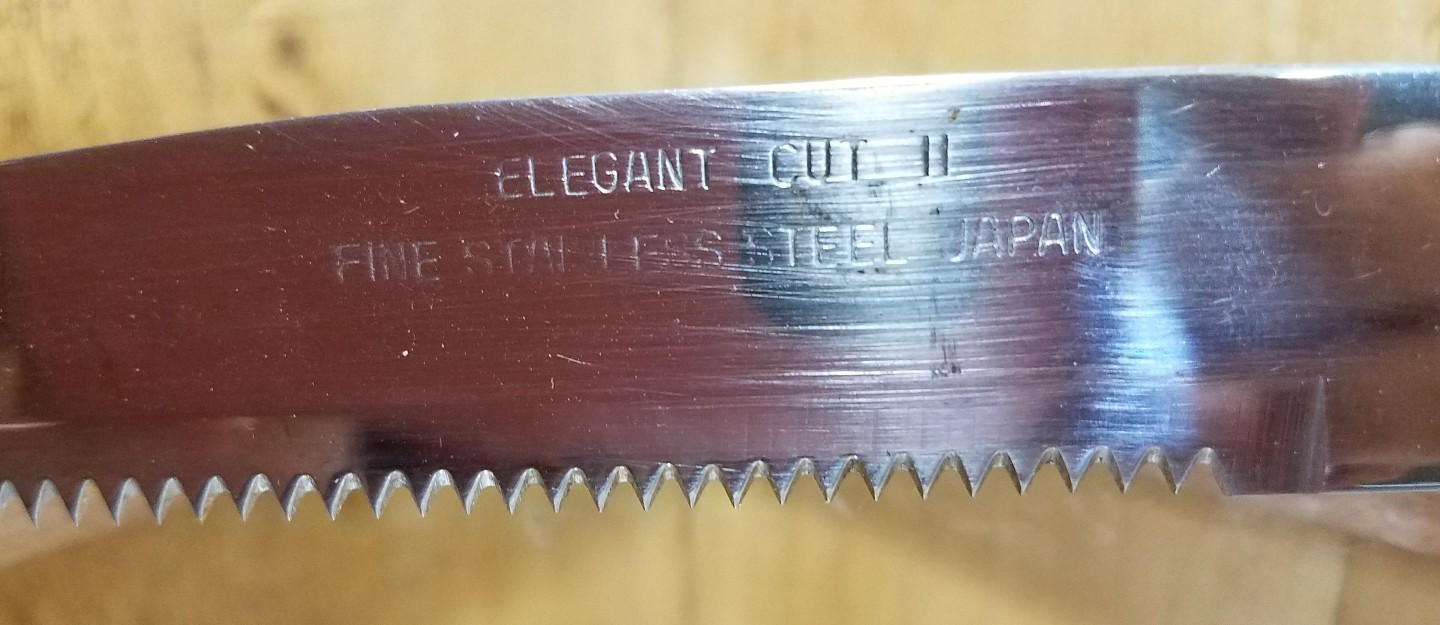 ELEGANT CUT II
FINE STAINLESS STEEL JAPAN